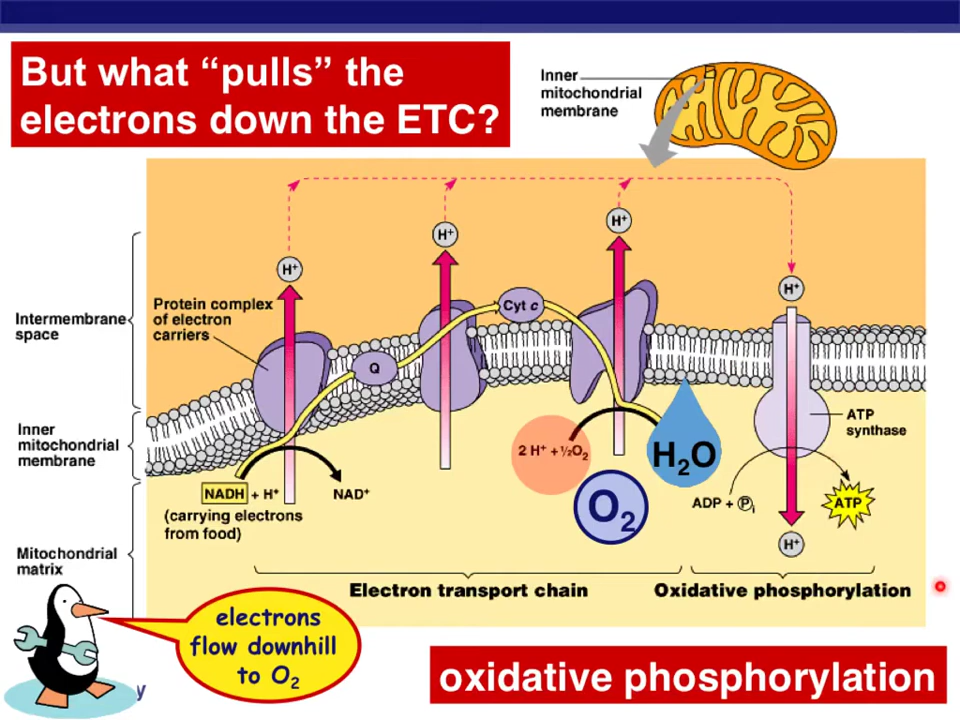 But what “pulls” the
electrons down the ETC?
Inner
mitochondrial
membrane
H⁺
H⁺
H⁺
H⁺
Protein complex
of electron
carriers
Intermembrane
space
Cyt c
Q
Inner
mitochondrial
membrane
ATP
synthase
2 H⁺ + ½O₂
H₂O
NADH + H⁺
NAD⁺
(carrying electrons
from food)
O₂
ADP + Pᵢ
ATP
H⁺
Mitochondrial
matrix
Electron transport chain
Oxidative phosphorylation
electrons
flow downhill
to O₂
oxidative phosphorylation
y